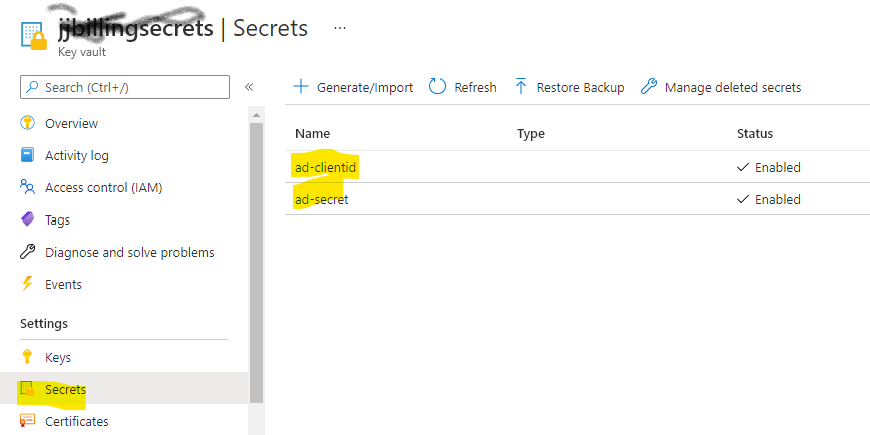 jjbillingsecrets | Secrets ...
Key vault
Search (Ctrl+/) «
Overview
Activity log
Access control (IAM)
Tags
Diagnose and solve problems
Events
Settings
Keys
Secrets
Certificates
Generate/Import Refresh Restore Backup Manage deleted secrets
Name Type Status
ad-clientid Enabled
ad-secret Enabled